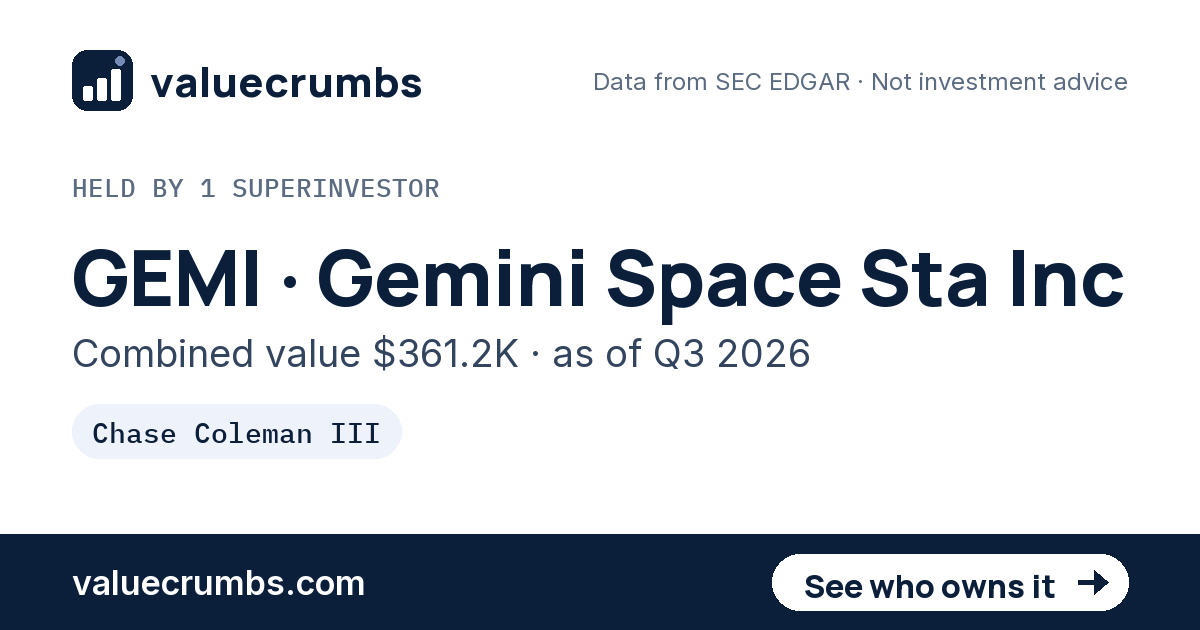 valuecrumbs
Data from SEC EDGAR · Not investment advice
HELD BY 1 SUPERINVESTOR
GEMI · Gemini Space Sta Inc
Combined value $361.2K · as of Q3 2026
Chase Coleman III
valuecrumbs.com
See who owns it →